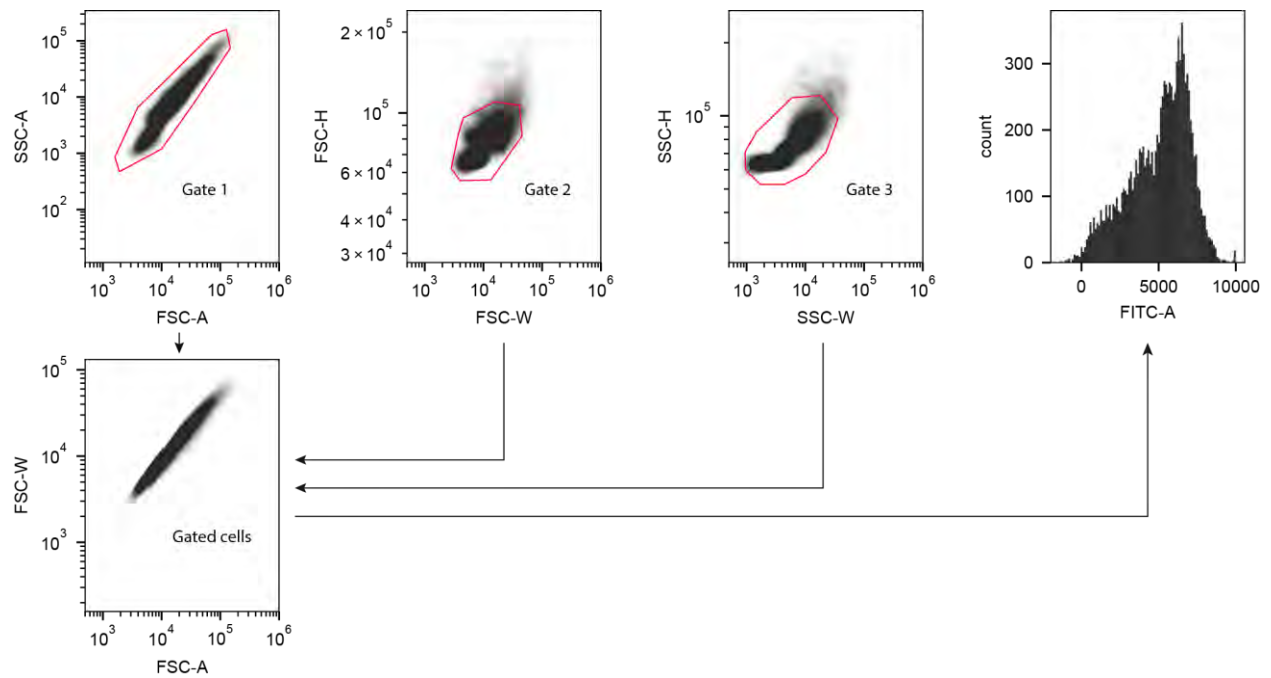 SSC-A
10⁵
10⁴
10³
10²
Gate 1
10³ 10⁴ 10⁵ 10⁶
FSC-A
FSC-H
2 × 10⁵
10⁵
6 × 10⁴
4 × 10⁴
3 × 10⁴
Gate 2
10³ 10⁴ 10⁵ 10⁶
FSC-W
SSC-H
10⁵
Gate 3
10³ 10⁴ 10⁵ 10⁶
SSC-W
count
300
200
100
0
0 5000 10000
FITC-A
FSC-W
10⁵
10⁴
10³
Gated cells
10³ 10⁴ 10⁵ 10⁶
FSC-A